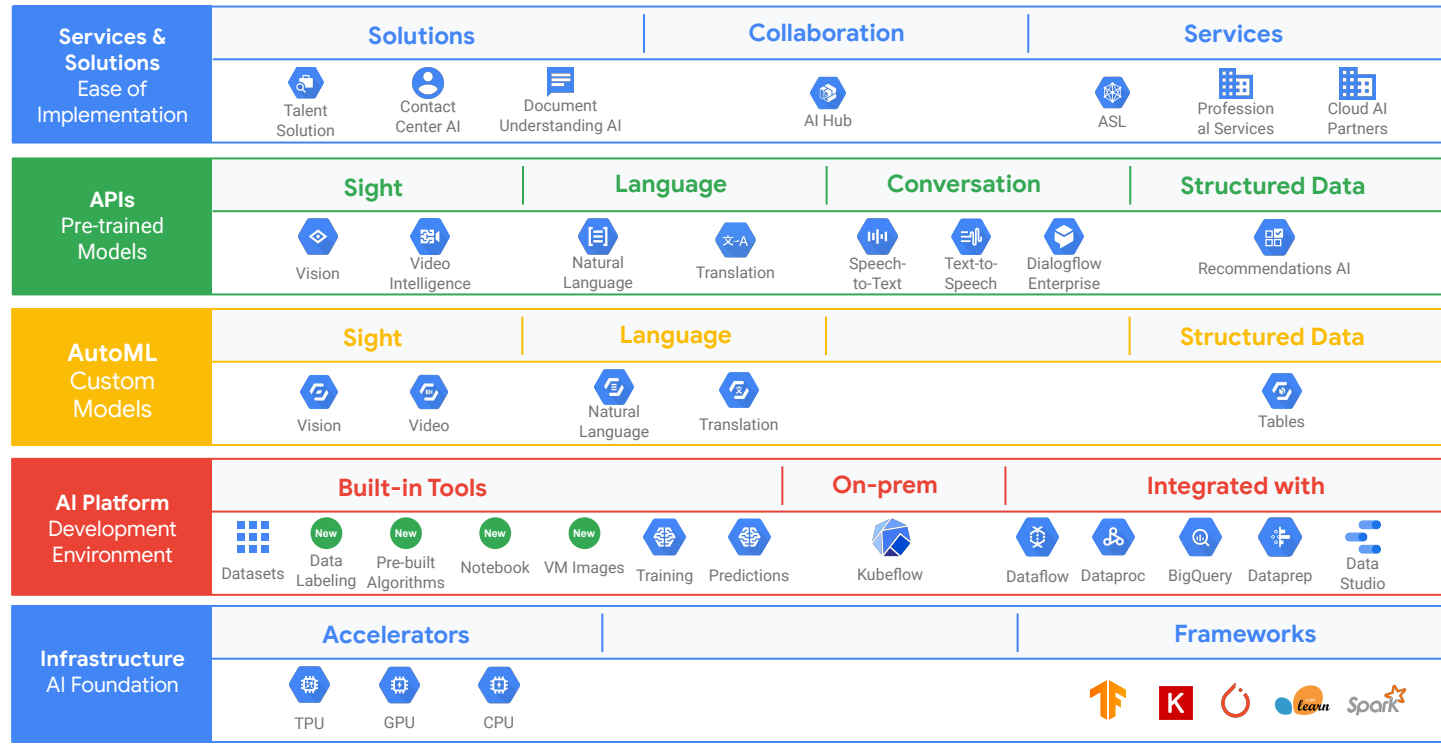 Services &
Solutions
Ease of
Implementation
Solutions
Collaboration
Services
Talent
Solution
Contact
Center AI
Document
Understanding AI
AI Hub
ASL
Profession
al Services
Cloud AI
Partners
APIs
Pre-trained
Models
Sight
Language
Conversation
Structured Data
Vision
Video
Intelligence
Natural
Language
文→A
Translation
Speech-
to-Text
Text-to-
Speech
Dialogflow
Enterprise
Recommendations AI
AutoML
Custom
Models
Sight
Language
Structured Data
Vision
Video
Natural
Language
Translation
Tables
AI Platform
Development
Environment
Built-in Tools
On-prem
Integrated with
Datasets
New
Data
Labeling
New
Pre-built
Algorithms
New
Notebook
New
VM Images
Training
Predictions
Kubeflow
Dataflow
Dataproc
BigQuery
Dataprep
Data
Studio
Infrastructure
AI Foundation
Accelerators
Frameworks
TPU
GPU
CPU
K
learn
Spark